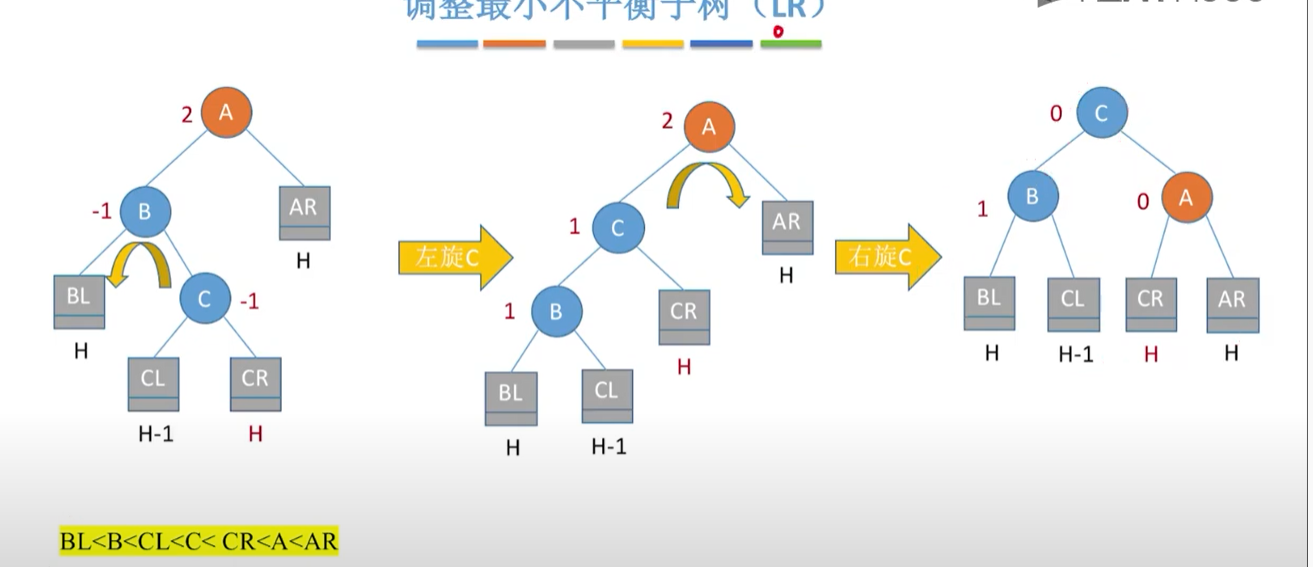 调整最小不平衡子树（LR）
2 A
-1 B
AR
H
BL
H
C -1
CL
H-1
CR
H
左旋C
2 A
1 C
AR
H
1 B
CR
H
BL
H
CL
H-1
右旋C
0 C
1 B
0 A
BL CL CR AR
H H-1 H H
BL<B<CL<C< CR<A<AR